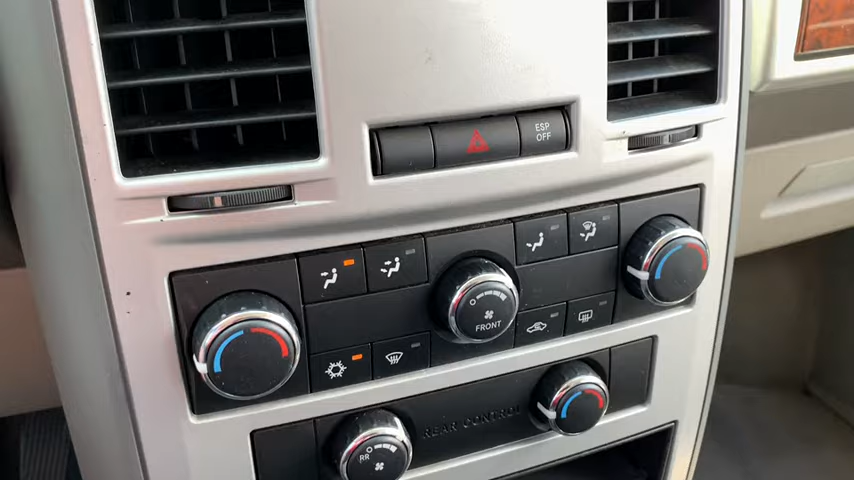 ESP
OFF
FRONT
REAR CONTROL
RR